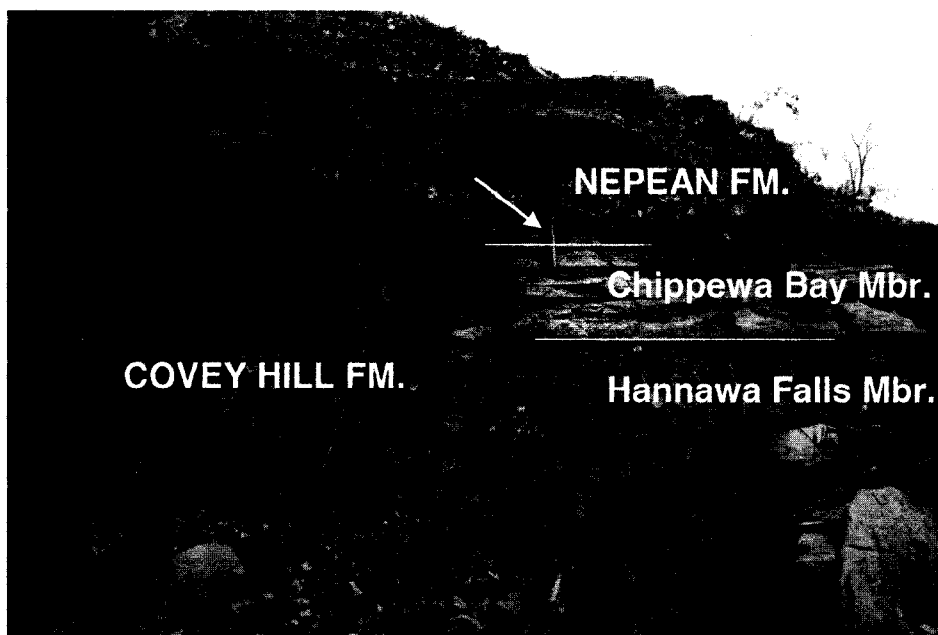 NEPEAN FM.
Chippewa Bay Mbr.
COVEY HILL FM.
Hannawa Falls Mbr.